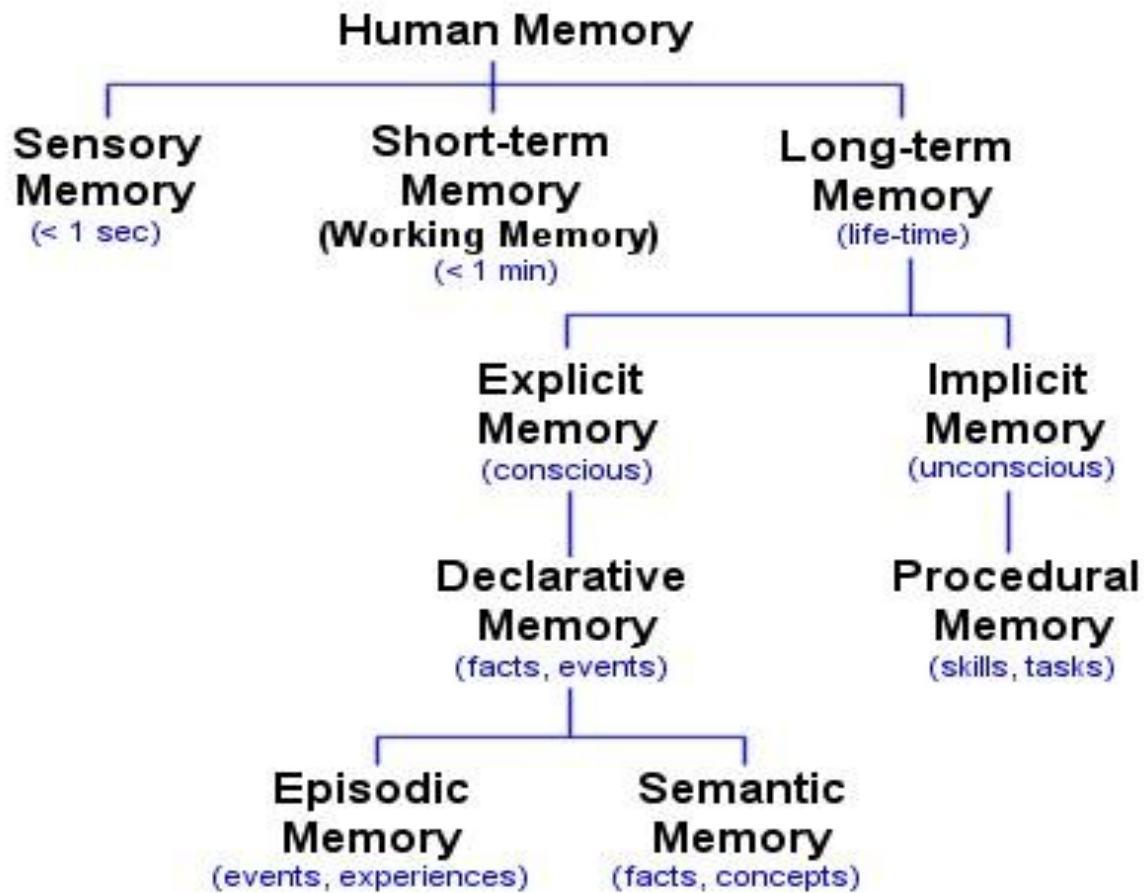 Human Memory
Sensory
Memory
(< 1 sec)
Short-term
Memory
(Working Memory)
(< 1 min)
Long-term
Memory
(life-time)
Explicit
Memory
(conscious)
Implicit
Memory
(unconscious)
Declarative
Memory
(facts, events)
Procedural
Memory
(skills, tasks)
Episodic
Memory
(events, experiences)
Semantic
Memory
(facts, concepts)